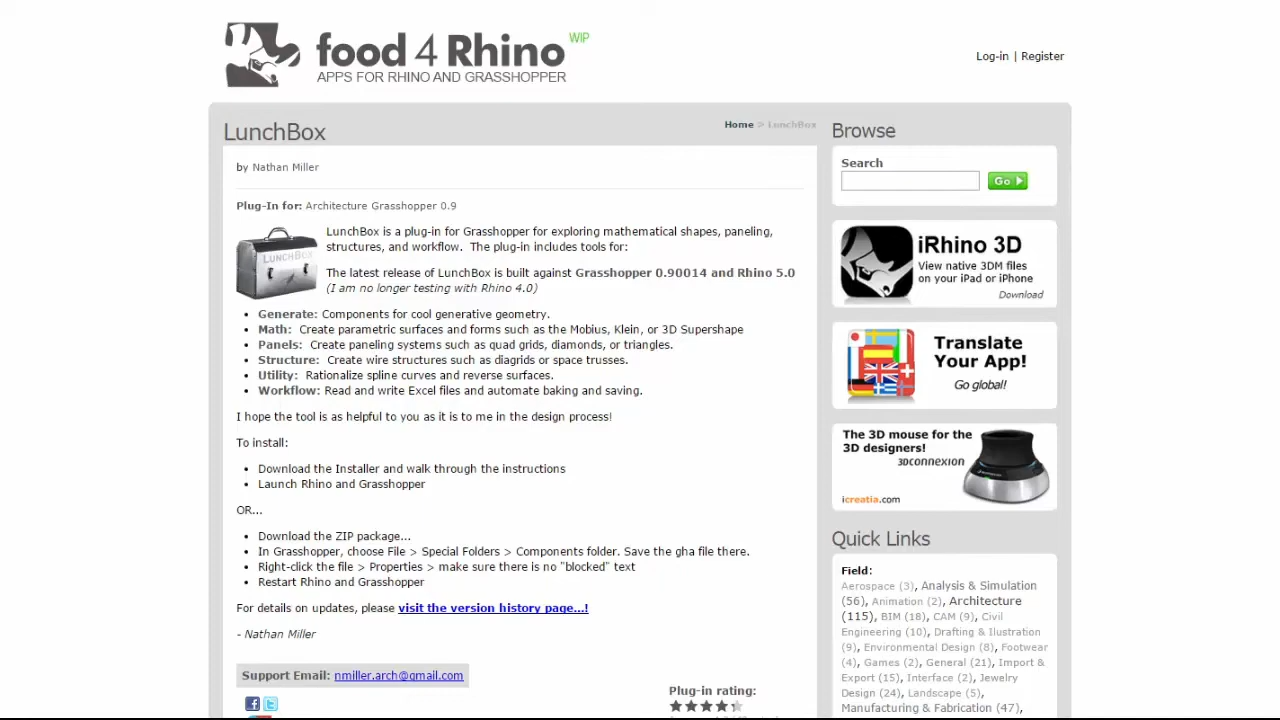 food 4 Rhino WIP
APPS FOR RHINO AND GRASSHOPPER
Log-in | Register
LunchBox
Home > LunchBox
by Nathan Miller
Plug-In for: Architecture Grasshopper 0.9
LUNCHBOX
LunchBox is a plug-in for Grasshopper for exploring mathematical shapes, paneling,
structures, and workflow. The plug-in includes tools for:
The latest release of LunchBox is built against Grasshopper 0.90014 and Rhino 5.0
(I am no longer testing with Rhino 4.0)
• Generate: Components for cool generative geometry.
• Math: Create parametric surfaces and forms such as the Mobius, Klein, or 3D Supershape
• Panels: Create paneling systems such as quad grids, diamonds, or triangles.
• Structure: Create wire structures such as diagrids or space trusses.
• Utility: Rationalize spline curves and reverse surfaces.
• Workflow: Read and write Excel files and automate baking and saving.
I hope the tool is as helpful to you as it is to me in the design process!
To install:
• Download the Installer and walk through the instructions
• Launch Rhino and Grasshopper
OR...
• Download the ZIP package...
• In Grasshopper, choose File > Special Folders > Components folder. Save the gha file there.
• Right-click the file > Properties > make sure there is no "blocked" text
• Restart Rhino and Grasshopper
For details on updates, please visit the version history page...!
- Nathan Miller
Support Email: nmiller.arch@gmail.com
Plug-in rating:
Browse
Search
Go
iRhino 3D
View native 3DM files
on your iPad or iPhone
Download
Translate
Your App!
Go global!
The 3D mouse for the
3D designers!
3DCONNEXION
icreatia.com
Quick Links
Field:
Aerospace (3), Analysis & Simulation
(56), Animation (2), Architecture
(115), BIM (18), CAM (9), Civil
Engineering (10), Drafting & Ilustration
(9), Environmental Design (8), Footwear
(4), Games (2), General (21), Import &
Export (15), Interface (2), Jewelry
Design (24), Landscape (5),
Manufacturing & Fabrication (47),